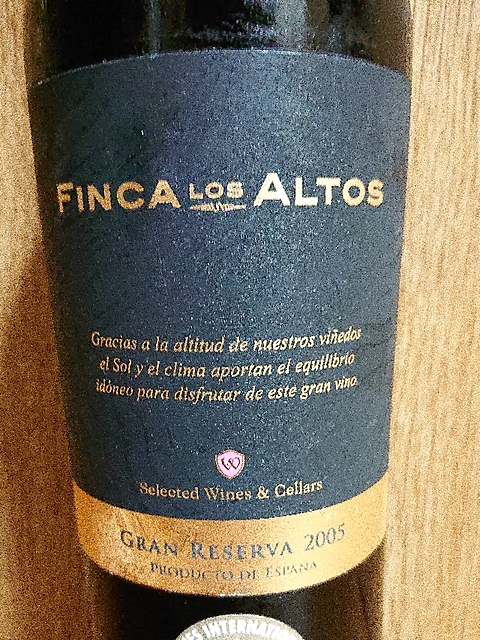 FINCA LOS ALTOS
Gracias a la altitud de nuestros viñedos
el Sol y el clima aportan el equilibrio
idóneo para disfrutar de este gran vino.
W
Selected Wines & Cellars
GRAN RESERVA 2005
PRODUCTO DE ESPAÑA